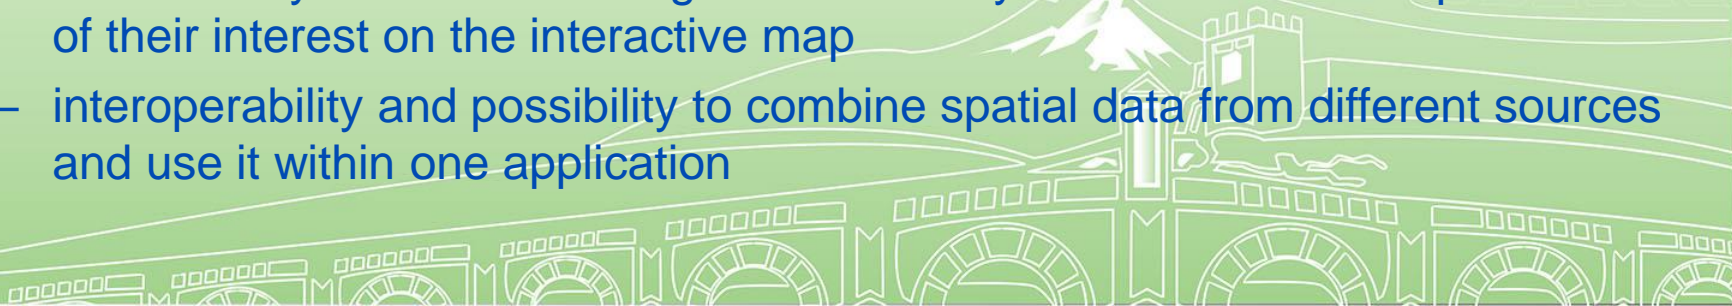 of their interest on the interactive map
– interoperability and possibility to combine spatial data from different sources
and use it within one application